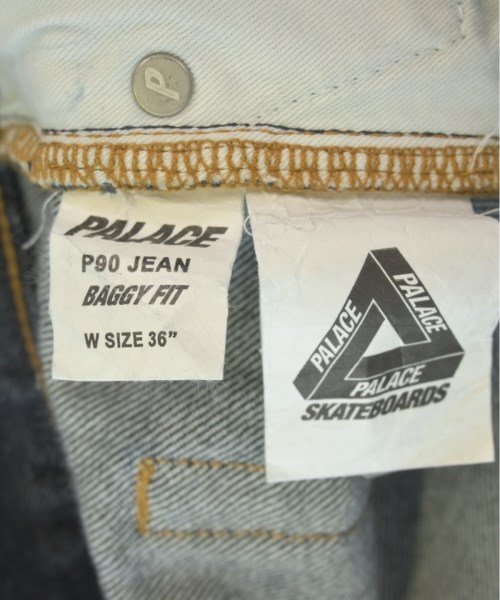 P
PALACE
P90 JEAN
BAGGY FIT
W SIZE 36”
PALACE
PALACE
PALACE
SKATEBOARDS